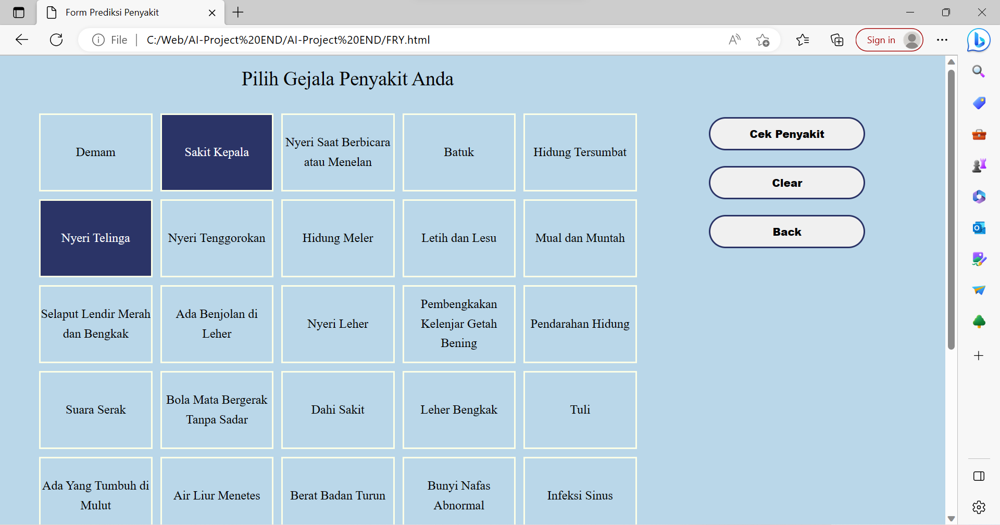 Form Prediksi Penyakit
File
C:/Web/AI-Project%20END/AI-Project%20END/FRY.html
Sign in
Pilih Gejala Penyakit Anda
Demam
Sakit Kepala
Nyeri Saat Berbicara
atau Menelan
Batuk
Hidung Tersumbat
Cek Penyakit
Clear
Back
Nyeri Telinga
Nyeri Tenggorokan
Hidung Meler
Letih dan Lesu
Mual dan Muntah
Selaput Lendir Merah
dan Bengkak
Ada Benjolan di
Leher
Nyeri Leher
Pembengkakan
Kelenjar Getah
Bening
Pendarahan Hidung
Suara Serak
Bola Mata Bergerak
Tanpa Sadar
Dahi Sakit
Leher Bengkak
Tuli
Ada Yang Tumbuh di
Mulut
Air Liur Menetes
Berat Badan Turun
Bunyi Nafas
Abnormal
Infeksi Sinus